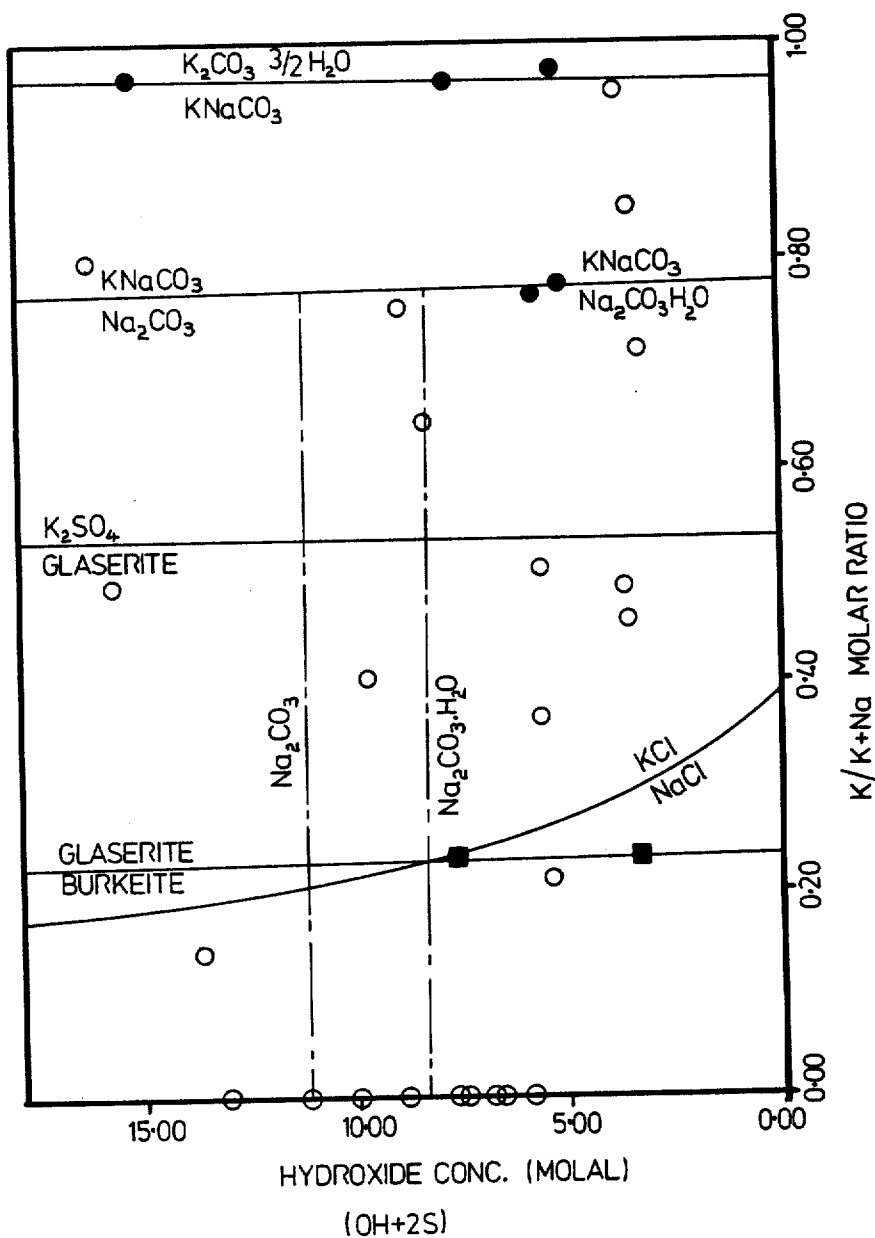 K₂CO₃ 3/2 H₂O
KNaCO₃
KNaCO₃
Na₂CO₃
KNaCO₃
Na₂CO₃H₂O
K₂SO₄
GLASERITE
Na₂CO₃
Na₂CO₃.H₂O
KCl
NaCl
GLASERITE
BURKEITE
1·00
0·80
0·60
0·40
0·20
0·00
K/K+Na MOLAR RATIO
15·00 10·00 5·00 0·00
HYDROXIDE CONC. (MOLAL)
(OH+2S)